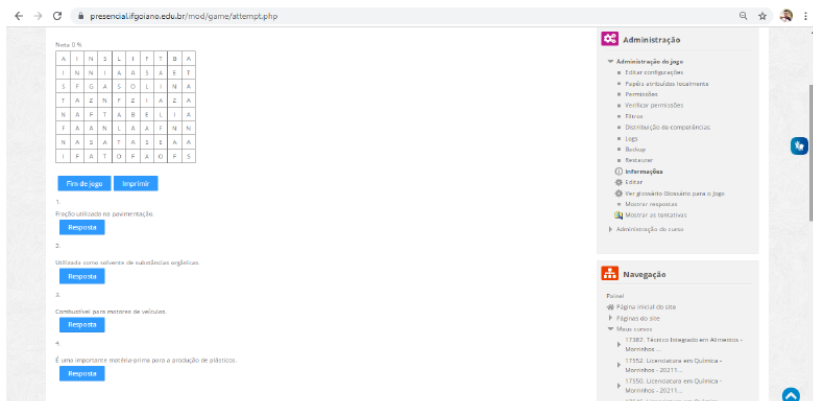 presencial.ifgoiano.edu.br/mod/game/attempt.php
Nota 0 %
A I N S L I F T B A
I N N I A A S A E T
S F G A S O L I N A
T A Z N F Z I A Z A
N A F T A B E L I A
F A A N L A A F N N
N A S A T A S E A A
I F A T O F A O F S
Fim de jogo Imprimir
1.
Fração utilizada na pavimentação.
Resposta
2.
Utilizada como solvente de substâncias orgânicas.
Resposta
3.
Combustível para motores de veículos.
Resposta
4.
É uma importante matéria-prima para a produção de plásticos.
Resposta
Administração
Administração do jogo
Editar configurações
Papéis atribuídos localmente
Permissões
Verificar permissões
Filtros
Distribuição de competências
Logs
Backup
Restaurar
Informações
Editar
Ver glossário Glossário para o jogo
Mostrar respostas
Mostrar as tentativas
Administração do curso
Navegação
Painel
Página inicial do site
Páginas do site
Meus cursos
17387. Técnico Integrado em Alimentos -
Morrinhos ...
17552. Licenciatura em Química -
Morrinhos - 20211...
17550. Licenciatura em Química -
Morrinhos - 20211...